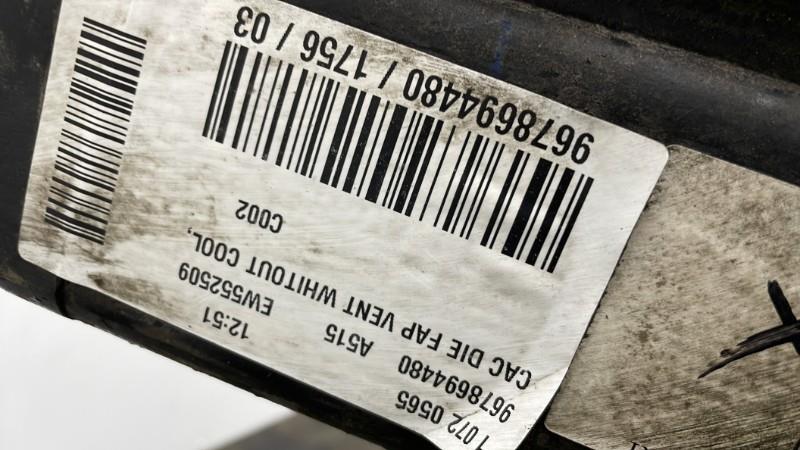 9678694480 / 1756 / 03
C002
CAC DIE FAP VENT WHITOUT COOL,
A515 EW552509
9678694480 12:51
1 072 0565